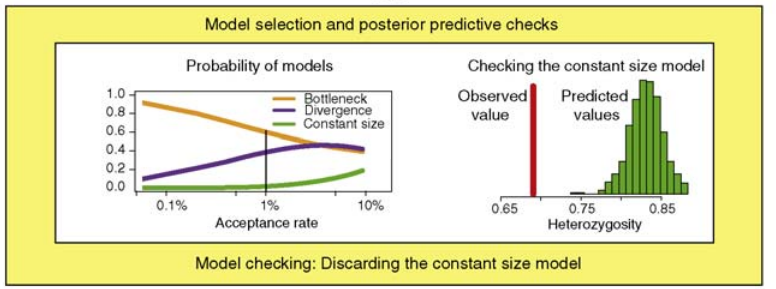 Model selection and posterior predictive checks
Probability of models
1.0
0.8
0.6
0.4
0.2
0.0
Bottleneck
Divergence
Constant size
0.1%
1%
10%
Acceptance rate
Checking the constant size model
Observed
value
Predicted
values
0.65
0.75
0.85
Heterozygosity
Model checking: Discarding the constant size model